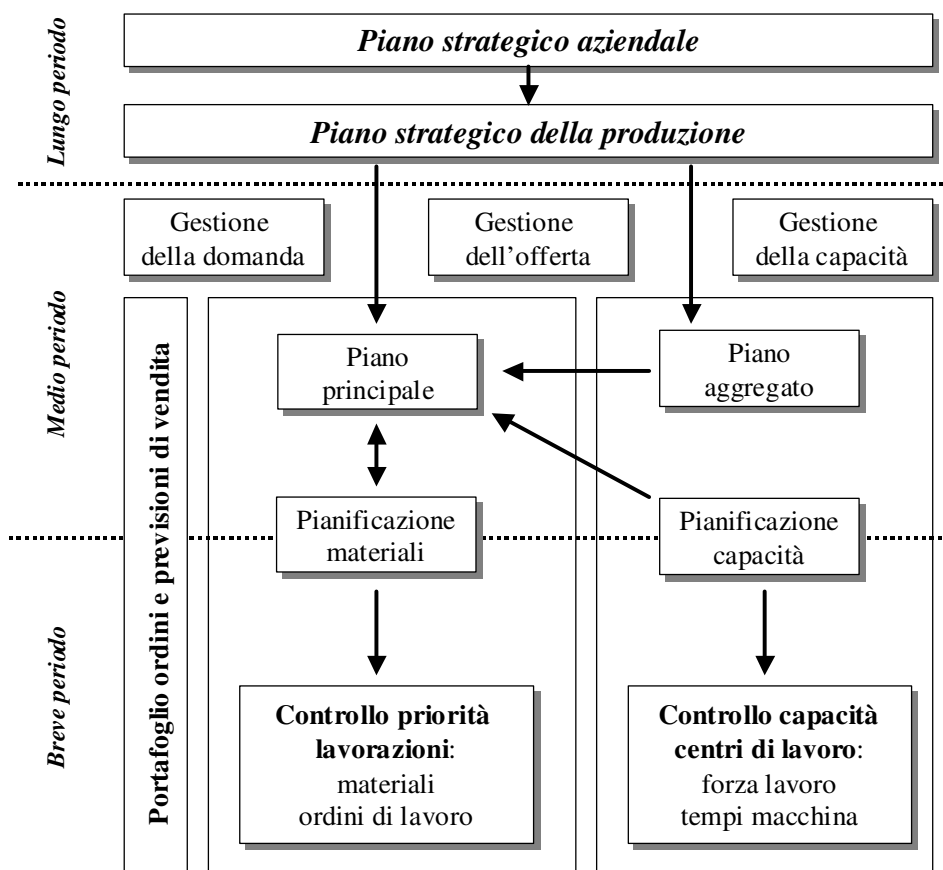 Lungo periodo
Piano strategico aziendale
Piano strategico della produzione
Medio periodo
Gestione
della domanda
Gestione
dell'offerta
Gestione
della capacità
Portafoglio ordini e previsioni di vendita
Piano
principale
Piano
aggregato
Pianificazione
materiali
Pianificazione
capacità
Breve periodo
Controllo priorità
lavorazioni:
materiali
ordini di lavoro
Controllo capacità
centri di lavoro:
forza lavoro
tempi macchina